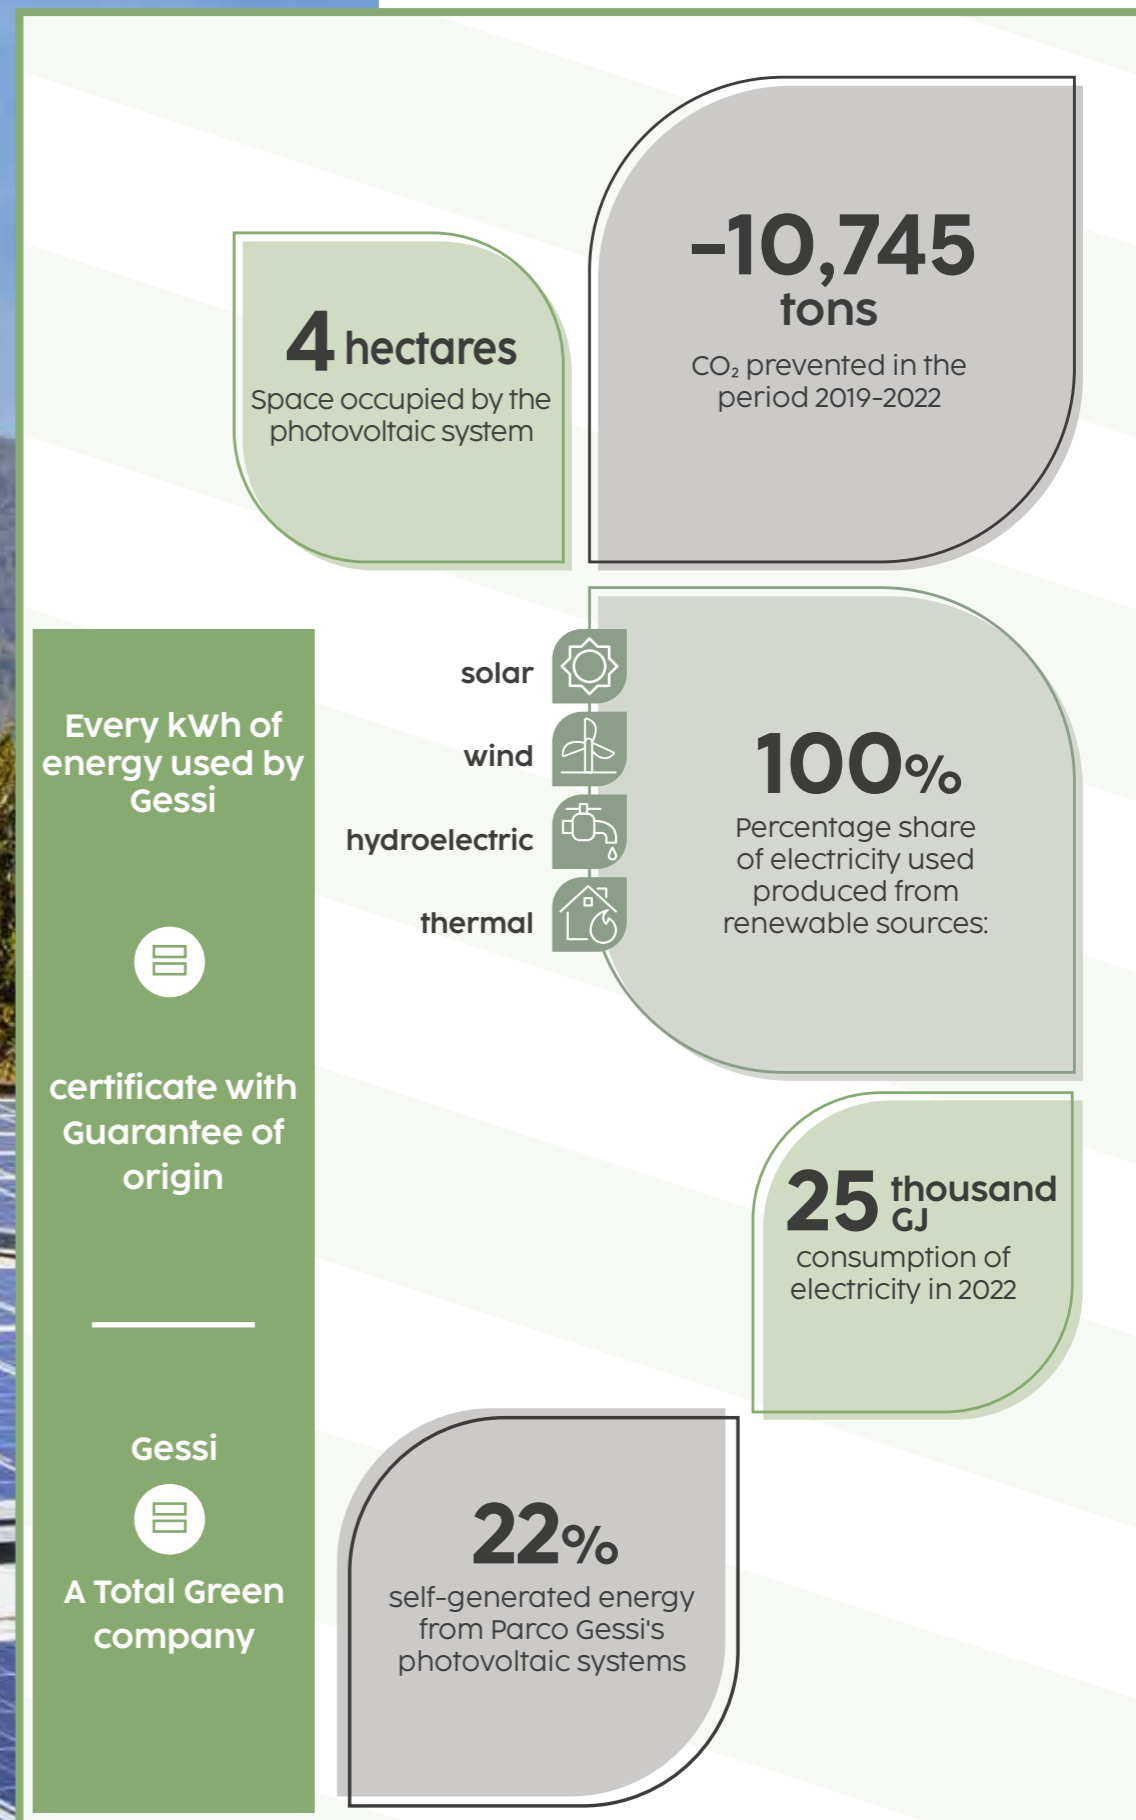 4 hectares
Space occupied by the
photovoltaic system
-10,745
tons
CO₂ prevented in the
period 2019-2022
solar
wind
hydroelectric
thermal
100%
Percentage share
of electricity used
produced from
renewable sources:
Every kWh of
energy used by
Gessi
certificate with
Guarantee of
origin
Gessi
A Total Green
company
25 thousand
GJ
consumption of
electricity in 2022
22%
self-generated energy
from Parco Gessi's
photovoltaic systems